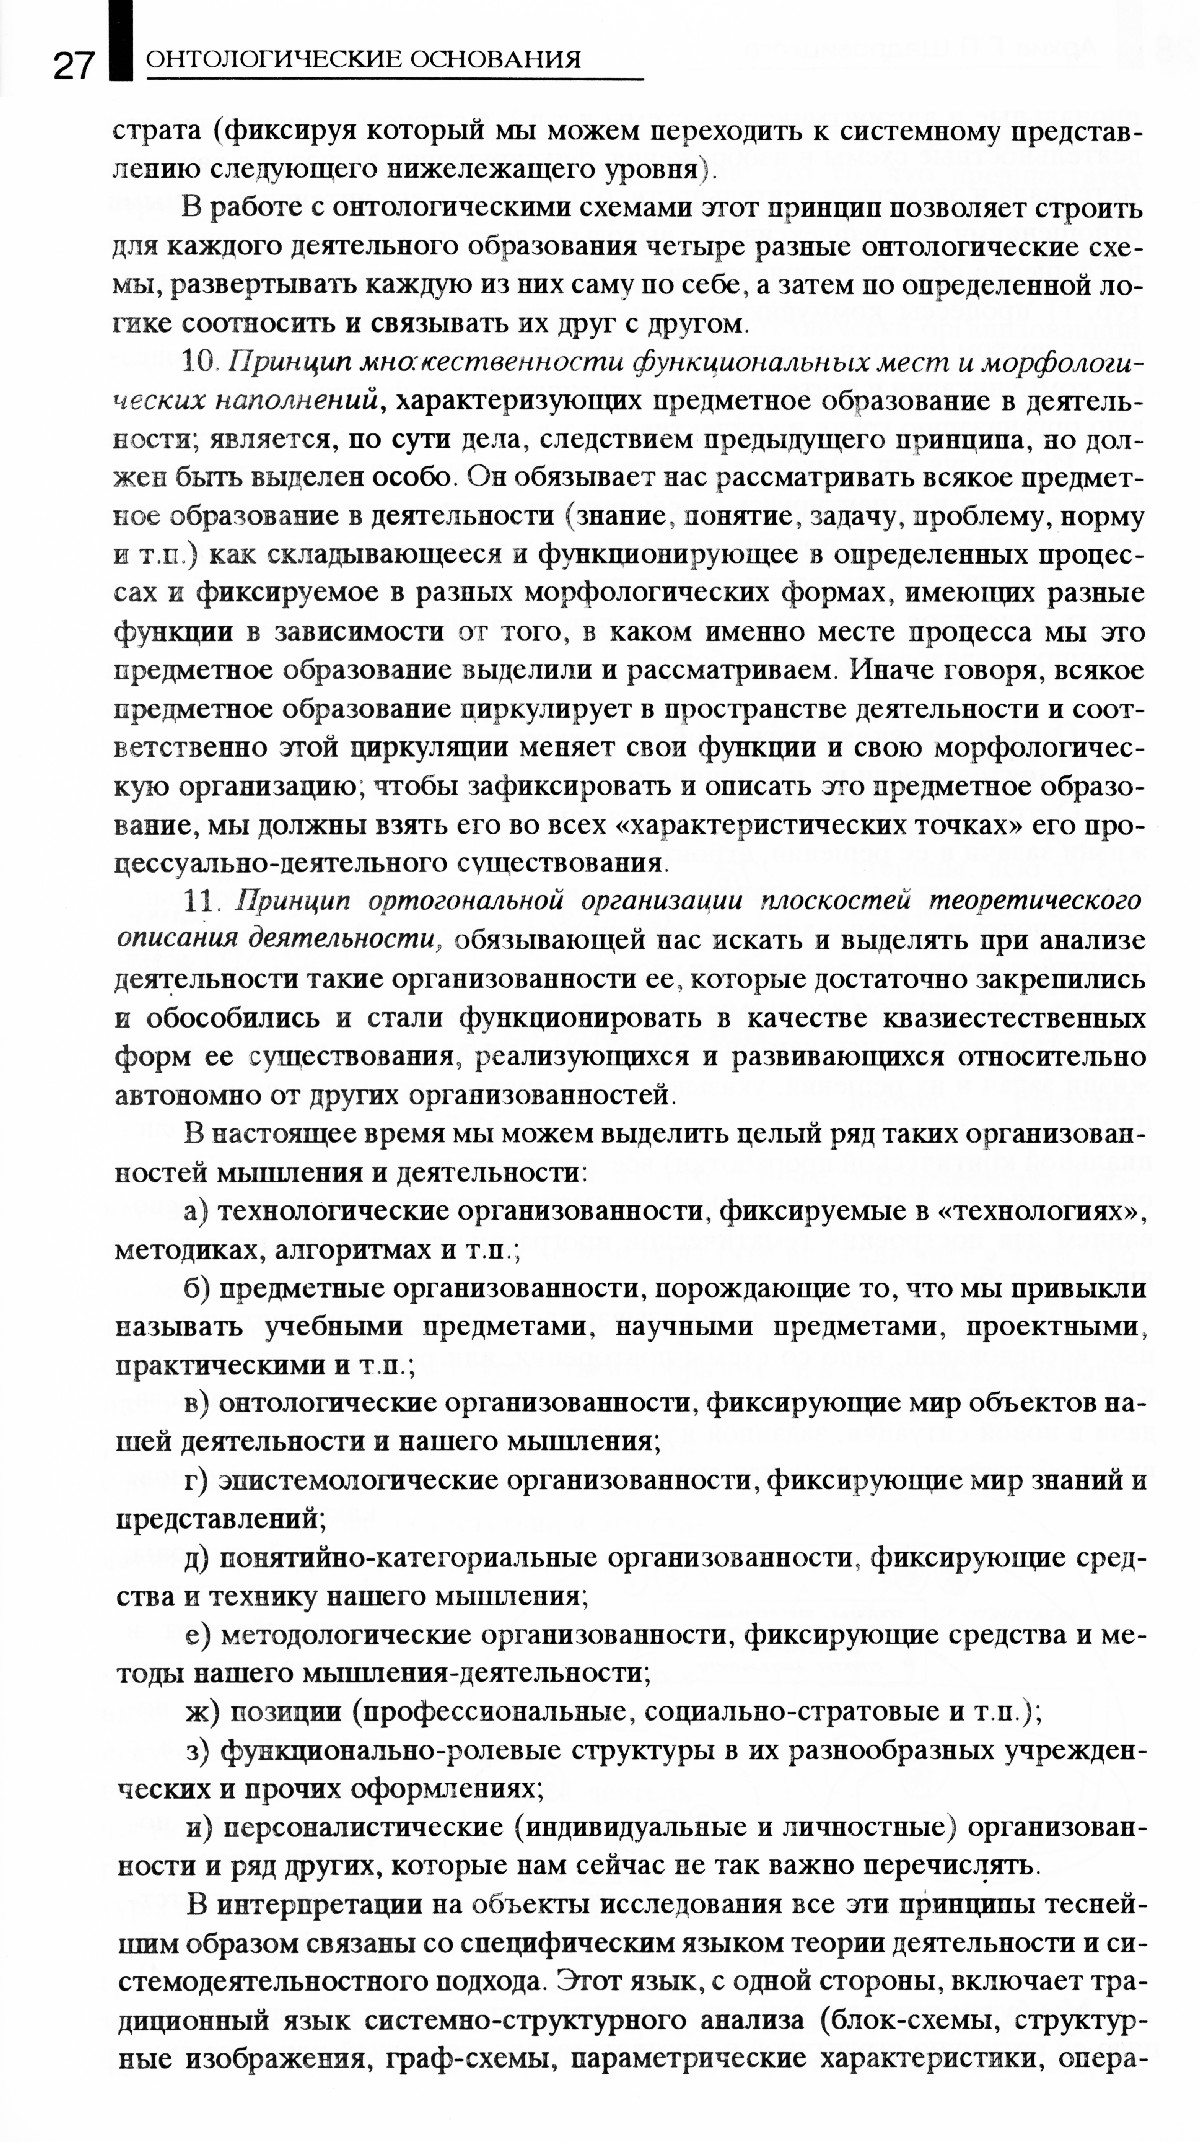 27 ОНТОЛОГИЧЕСКИЕ ОСНОВАНИЯ
страта (фиксируя который мы можем переходить к системному представ-
лению следующего нижележащего уровня).
В работе с онтологическими схемами этот принцип позволяет строить
для каждого деятельного образования четыре разные онтологические схе-
мы, развертывать каждую из них саму по себе, а затем по определенной ло-
гике соотносить и связывать их друг с другом.
10. Принцип множественности функциональных мест и морфологи-
ческих наполнений, характеризующих предметное образование в деятель-
ности; является, по сути дела, следствием предыдущего принципа, но дол-
жен быть выделен особо. Он обязывает нас рассматривать всякое предмет-
ное образование в деятельности (знание, понятие, задачу, проблему, норму
и т.п.) как складывающееся и функционирующее в определенных процес-
сах и фиксируемое в разных морфологических формах, имеющих разные
функции в зависимости от того, в каком именно месте процесса мы это
предметное образование выделили и рассматриваем. Иначе говоря, всякое
предметное образование циркулирует в пространстве деятельности и соот-
ветственно этой циркуляции меняет свои функции и свою морфологичес-
кую организацию; чтобы зафиксировать и описать это предметное образо-
вание, мы должны взять его во всех «характеристических точках» его про-
цессуально-деятельного существования.
11. Принцип ортогональной организации плоскостей теоретического
описания деятельности, обязывающей нас искать и выделять при анализе
деятельности такие организованности ее, которые достаточно закрепились
и обособились и стали функционировать в качестве квазиестественных
форм ее существования, реализующихся и развивающихся относительно
автономно от других организованностей.
В настоящее время мы можем выделить целый ряд таких организован-
ностей мышления и деятельности:
а) технологические организованности, фиксируемые в «технологиях»,
методиках, алгоритмах и т.п.;
б) предметные организованности, порождающие то, что мы привыкли
называть учебными предметами, научными предметами, проектными,
практическими и т.п.;
в) онтологические организованности, фиксирующие мир объектов на-
шей деятельности и нашего мышления;
г) эпистемологические организованности, фиксирующие мир знаний и
представлений;
д) понятийно-категориальные организованности, фиксирующие сред-
ства и технику нашего мышления;
е) методологические организованности, фиксирующие средства и ме-
тоды нашего мышления-деятельности;
ж) позиции (профессиональные, социально-стратовые и т.п.);
з) функционально-ролевые структуры в их разнообразных учрежден-
ческих и прочих оформлениях;
и) персоналистические (индивидуальные и личностные) организован-
ности и ряд других, которые нам сейчас не так важно перечислять.
В интерпретации на объекты исследования все эти принципы тесней-
шим образом связаны со специфическим языком теории деятельности и си-
стемодеятельностного подхода. Этот язык, с одной стороны, включает тра-
диционный язык системно-структурного анализа (блок-схемы, структур-
ные изображения, граф-схемы, параметрические характеристики, опера-